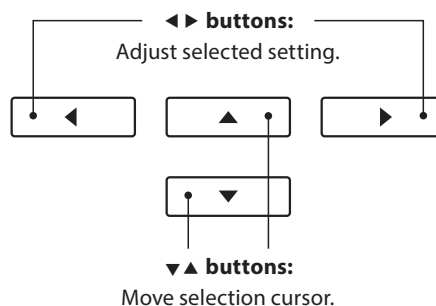 ◀ ▶ buttons:
Adjust selected setting.
▼▲ buttons:
Move selection cursor.